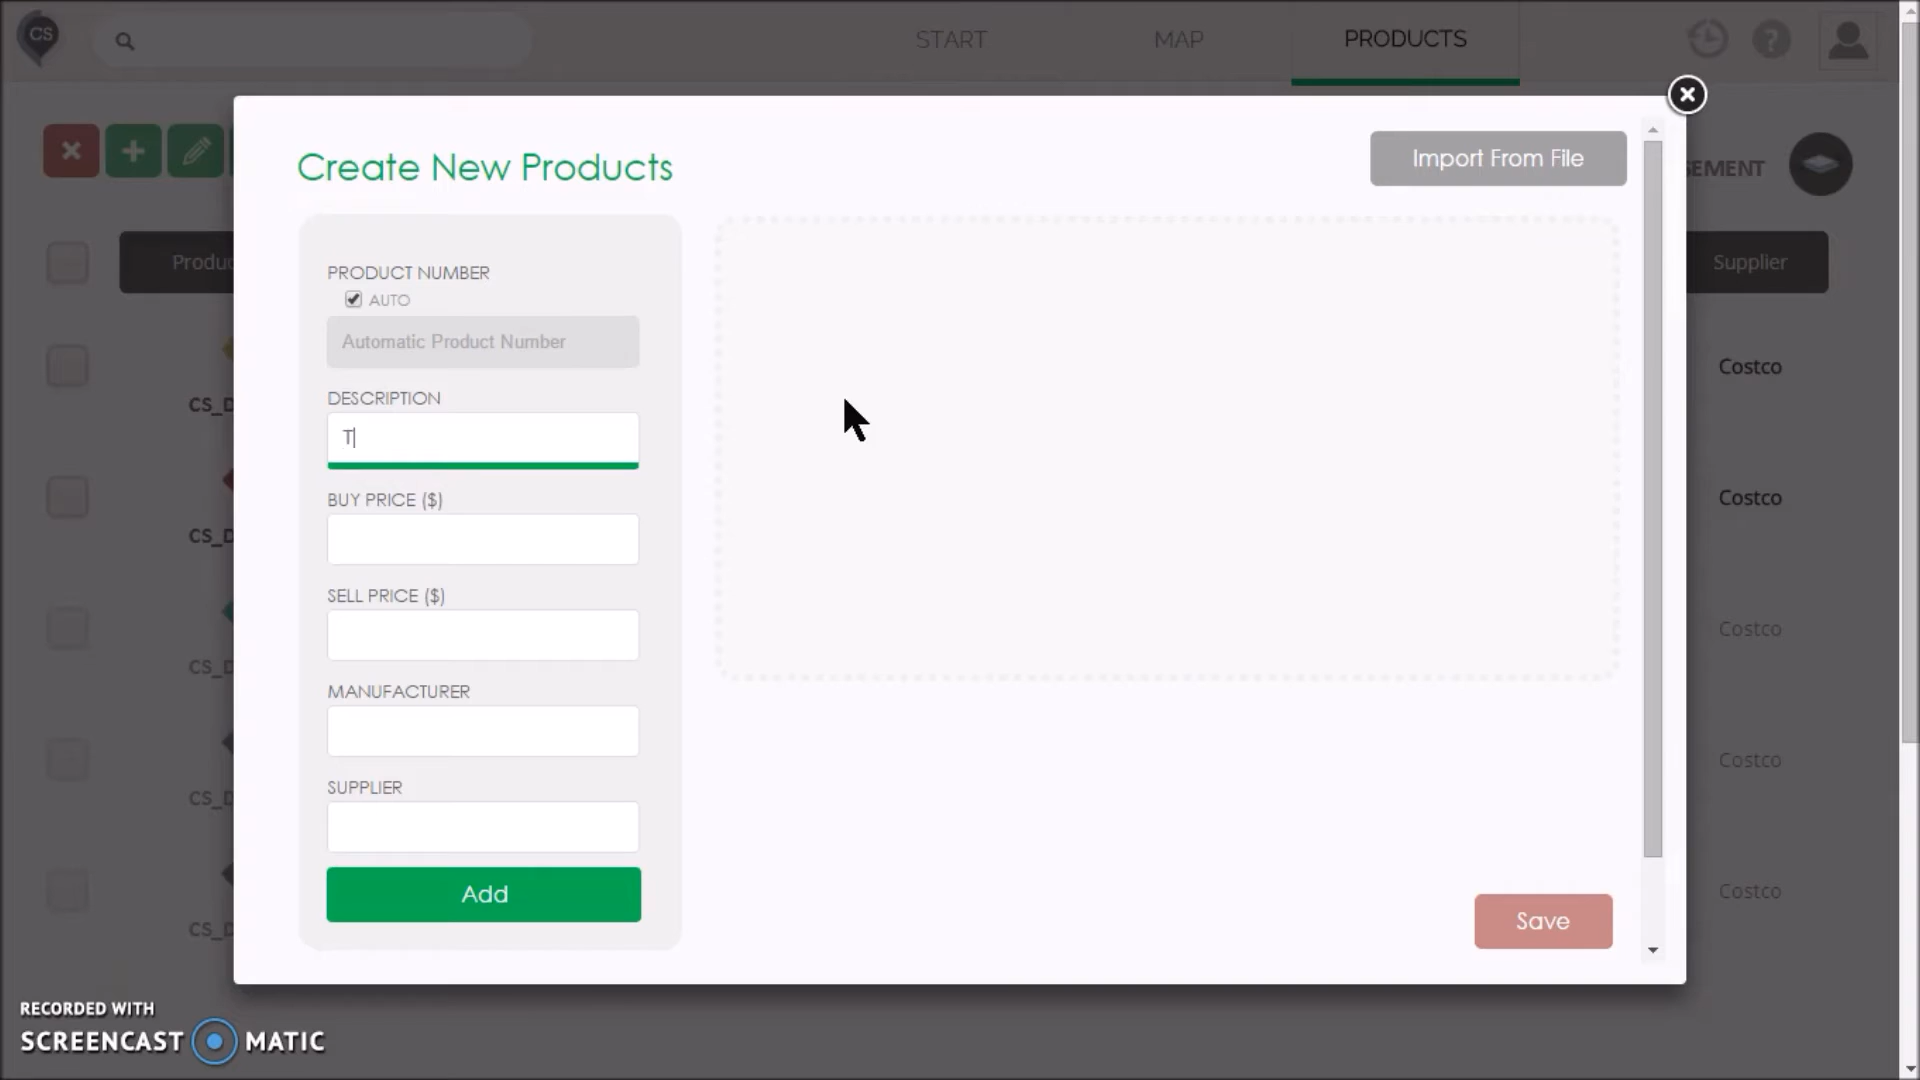 CS
START
MAP
PRODUCTS
?
Create New Products
Import From File
SEMENT
PRODUCT NUMBER
AUTO
Automatic Product Number
Produc
Supplier
DESCRIPTION
T
Costco
CS_D
BUY PRICE ($)
Costco
CS_D
SELL PRICE ($)
Costco
CS_D
MANUFACTURER
Costco
CS_D
SUPPLIER
Add
Costco
CS_D
Save
RECORDED WITH
SCREENCAST MATIC